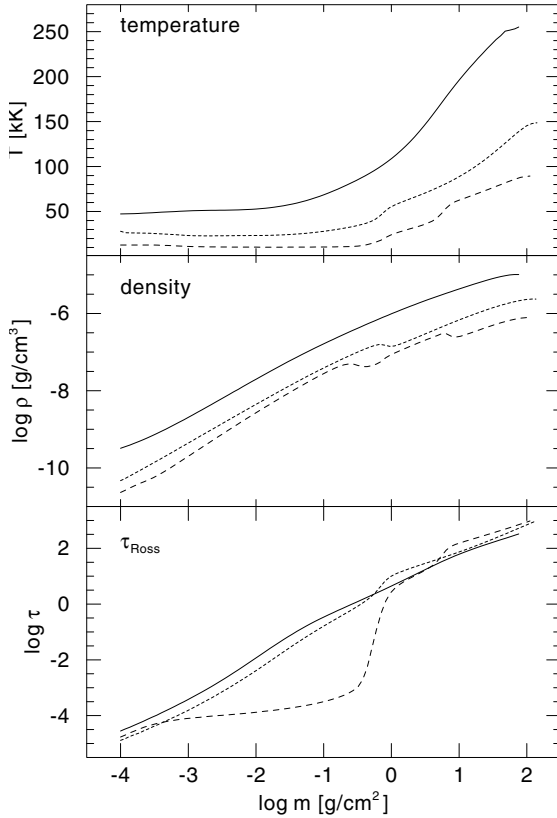 temperature
T [kK]
250
200
150
100
50
density
log ρ [g/cm³]
-6
-8
-10
τ_Ross
log τ
2
0
-2
-4
-4 -3 -2 -1 0 1 2
log m [g/cm²]